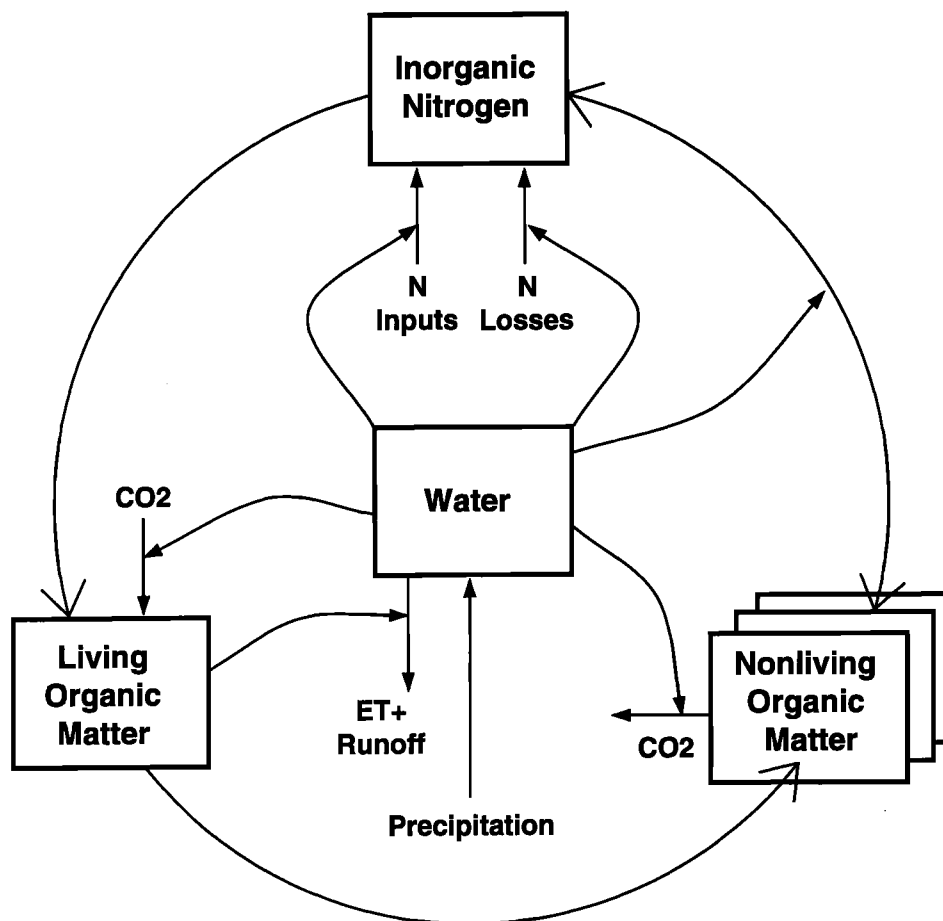 Inorganic
Nitrogen
N
Inputs
N
Losses
CO2
Water
Living
Organic
Matter
ET+
Runoff
CO2
Nonliving
Organic
Matter
Precipitation